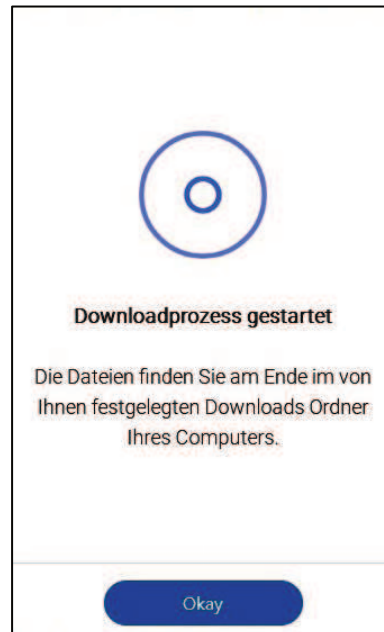 Downloadprozess gestartet
Die Dateien finden Sie am Ende im von
Ihnen festgelegten Downloads Ordner
Ihres Computers.
Okay